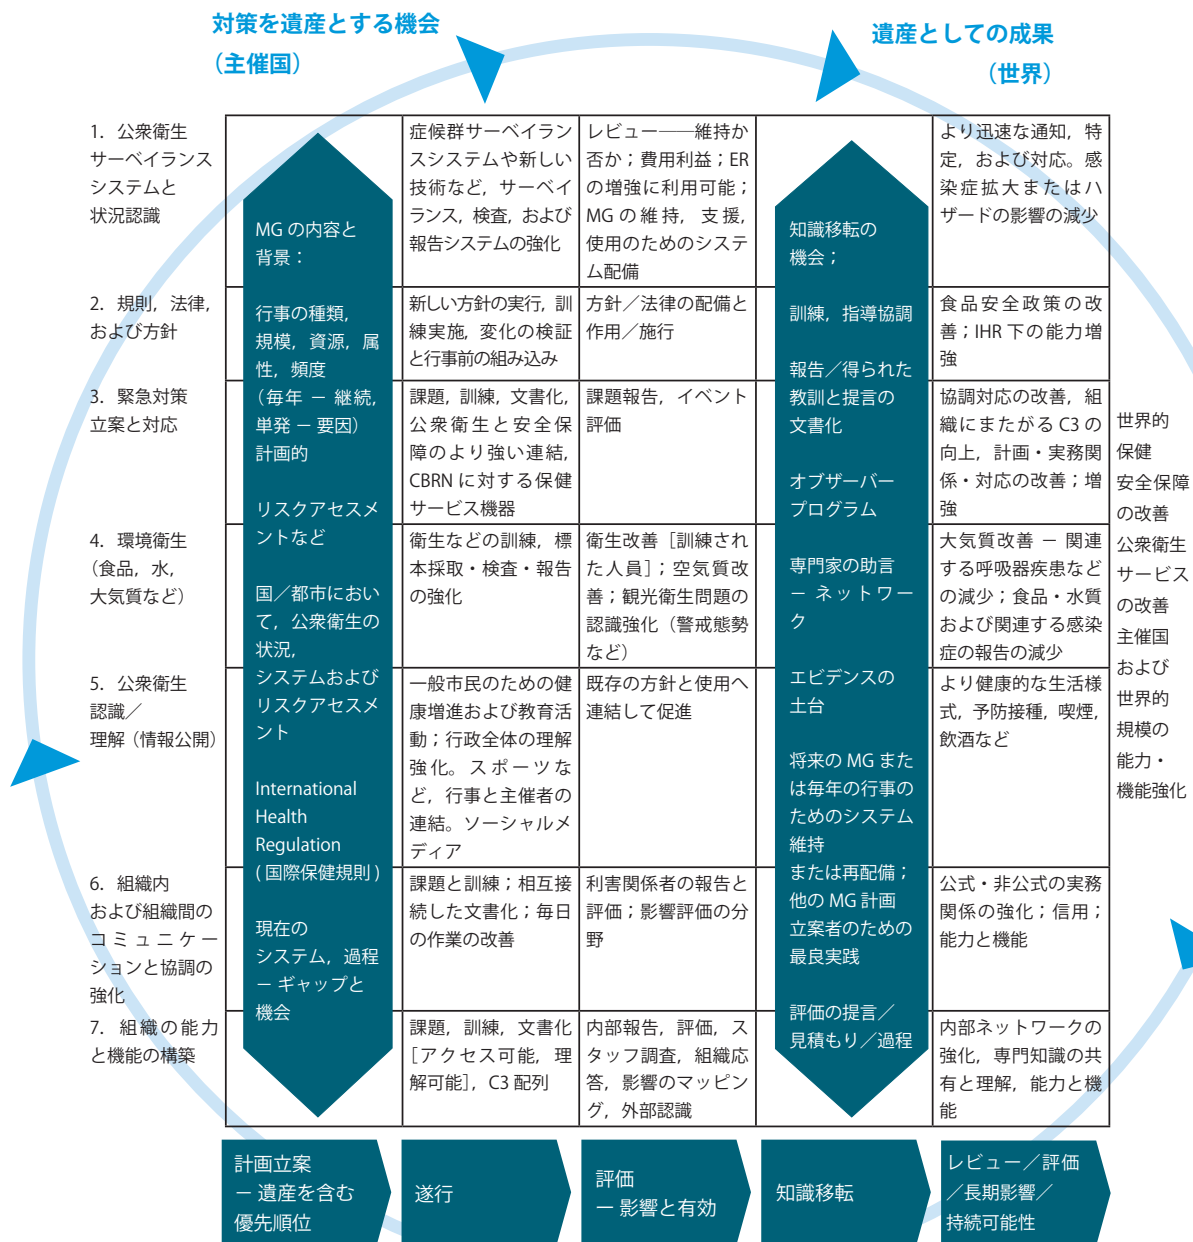 対策を遺産とする機会
（主催国）
遺産としての成果
（世界）
1．公衆衛生
サーベイランス
システムと
状況認識
MG の内容と
背景：
行事の種類，
規模，資源，属
性，頻度
（毎年 － 継続，
単発 － 要因）
計画的
リスクアセスメ
ントなど
国／都市におい
て，公衆衛生の
状況，
システムおよび
リスクアセスメ
ント
International
Health
Regulation
( 国際保健規則 )
現在の
システム，過程
－ ギャップと
機会
症候群サーベイラン
スシステムや新しい
技術など，サーベイ
ランス，検査，および
報告システムの強化
レビュー――維持か
否か；費用利益；ER
の増強に利用可能；
MG の維持，支援，
使用のためのシステ
ム配備
知識移転の
機会；
訓練，指導協調
報告／得られた
教訓と提言の
文書化
オブザーバー
プログラム
専門家の助言
－ ネットワー
ク
エビデンスの
土台
将来の MG また
は毎年の行事の
ためのシステム
維持
または再配備；
他の MG 計画
立案者のための
最良実践
評価の提言／
見積もり／過程
より迅速な通知，特
定，および対応。感
染症拡大またはハ
ザードの影響の減少
2．規則，法律，
および方針
新しい方針の実行，訓
練実施，変化の検証
と行事前の組み込み
方針／法律の配備と
作用／施行
食品安全政策の改
善；IHR 下の能力増
強
3．緊急対策
立案と対応
課題，訓練，文書化，
公衆衛生と安全保
障のより強い連結，
CBRN に対する保健
サービス機器
課題報告，イベント
評価
協調対応の改善，組
織にまたがる C3 の
向上，計画・実務関
係・対応の改善；増
強
4．環境衛生
（食品，水，
大気質など）
衛生などの訓練，標
本採取・検査・報告
の強化
衛生改善［訓練され
た人員］；空気質改
善；観光衛生問題の
認識強化（警戒態勢
など）
大気質改善 － 関連
する呼吸器疾患など
の減少；食品・水質
および関連する感染
症の報告の減少
5．公衆衛生
認識／
理解（情報公開）
一般市民のための健
康増進および教育活
動；行政全体の理解
強化。スポーツな
ど，行事と主催者の
連結。ソーシャルメ
ディア
既存の方針と使用へ
連結して促進
より健康的な生活様
式，予防接種，喫煙，
飲酒など
6．組織内
および組織間の
コミュニケー
ションと協調の
強化
課題と訓練；相互接
続した文書化；毎日
の作業の改善
利害関係者の報告と
評価；影響評価の分
野
公式・非公式の実務
関係の強化；信用；
能力と機能
7．組織の能力
と機能の構築
課題，訓練，文書化
［アクセス可能，理
解可能］，C3 配列
内部報告，評価，ス
タッフ調査，組織応
答，影響のマッピン
グ，外部認識
内部ネットワークの
強化，専門知識の共
有と理解，能力と機
能
世界的
保健
安全保障
の改善
公衆衛生
サービス
の改善
主催国
および
世界的
規模の
能力・
機能強化
計画立案
－ 遺産を含む
優先順位
遂行
評価
－ 影響と有効
知識移転
レビュー／評価
／長期影響／
持続可能性